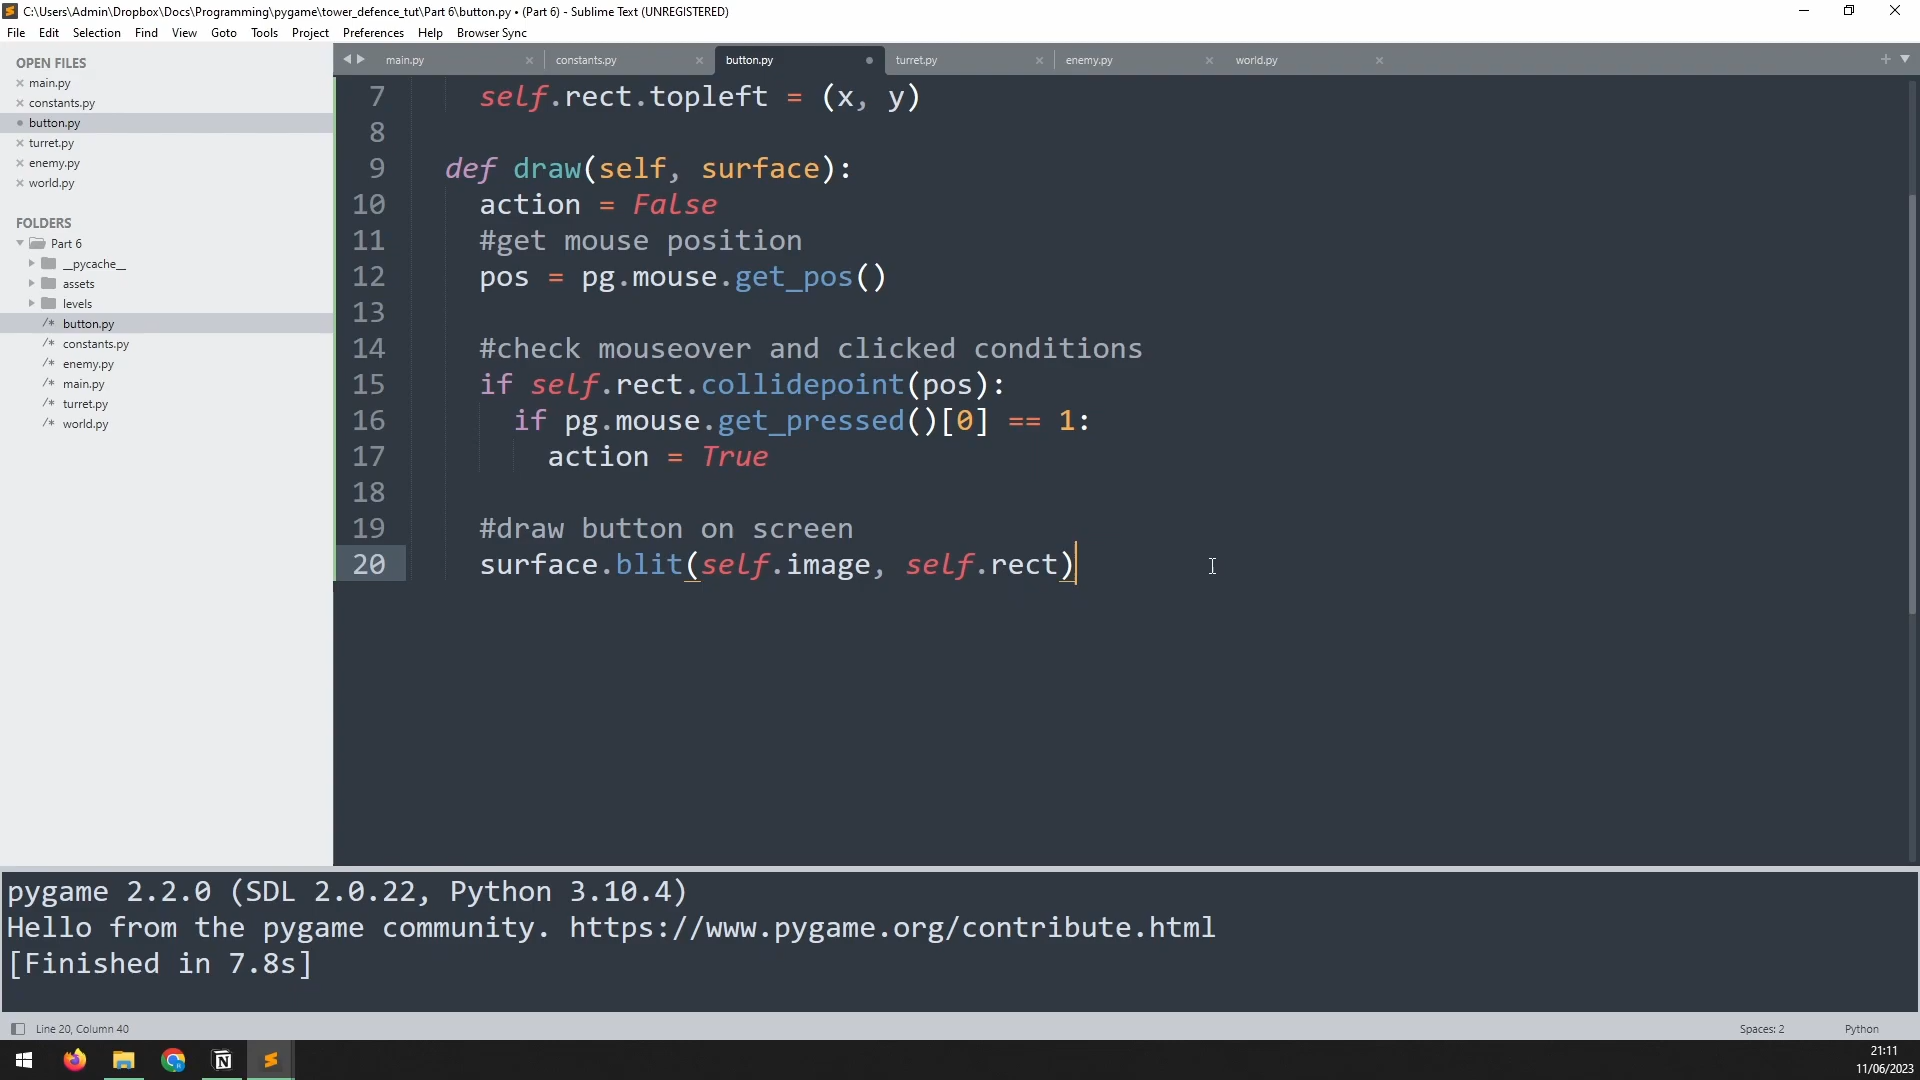 C:\Users\Admin\Dropbox\Docs\Programming\pygame\tower_defence_tut\Part 6\button.py • (Part 6) - Sublime Text (UNREGISTERED)
File Edit Selection Find View Goto Tools Project Preferences Help Browser Sync
OPEN FILES
main.py
constants.py
button.py
turret.py
enemy.py
world.py
FOLDERS
Part 6
__pycache__
assets
levels
/* button.py
/* constants.py
/* enemy.py
/* main.py
/* turret.py
/* world.py
main.py constants.py button.py turret.py enemy.py world.py
7 self.rect.topleft = (x, y)
8
9 def draw(self, surface):
10 action = False
11 #get mouse position
12 pos = pg.mouse.get_pos()
13
14 #check mouseover and clicked conditions
15 if self.rect.collidepoint(pos):
16 if pg.mouse.get_pressed()[0] == 1:
17 action = True
18
19 #draw button on screen
20 surface.blit(self.image, self.rect)
pygame 2.2.0 (SDL 2.0.22, Python 3.10.4)
Hello from the pygame community. https://www.pygame.org/contribute.html
[Finished in 7.8s]
Line 20, Column 40 Spaces: 2 Python
21:11
11/06/2023